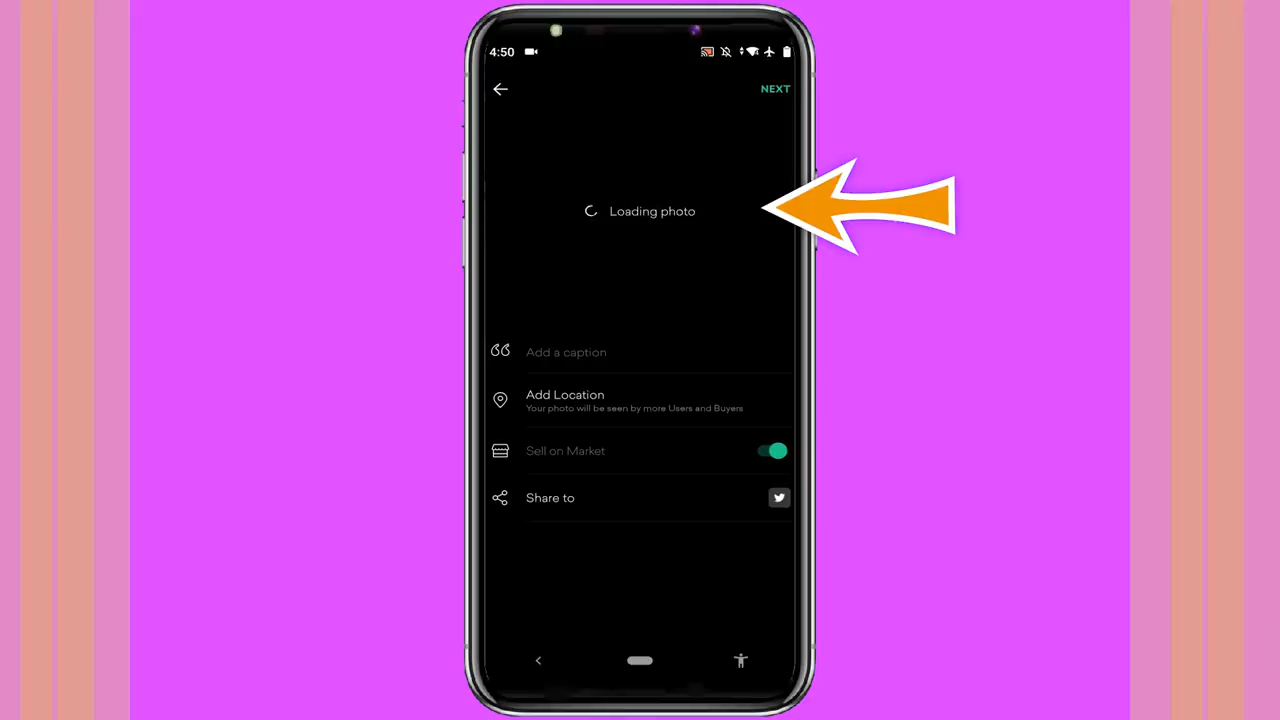 4:50
NEXT
Loading photo
Add a caption
Add Location
Your photo will be seen by more Users and Buyers
Sell on Market
Share to